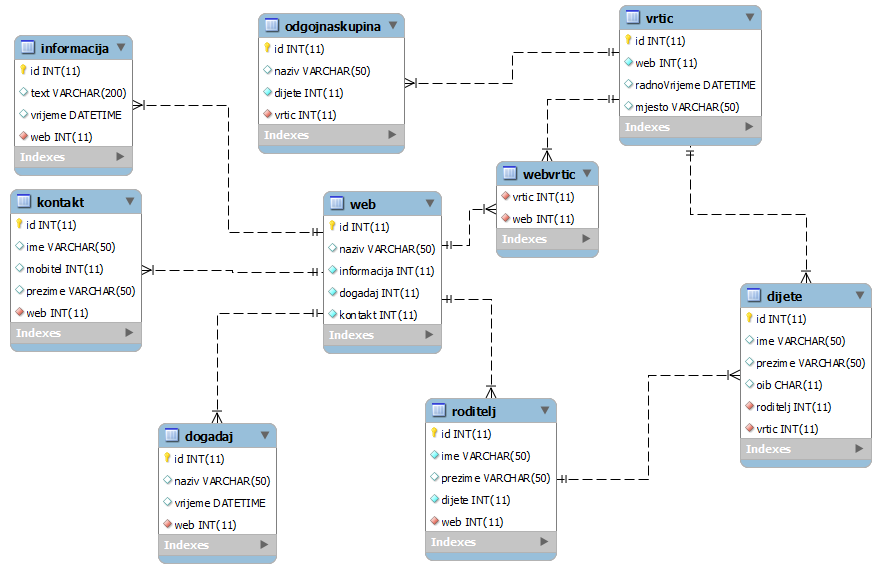 informacija
id INT(11)
text VARCHAR(200)
vrijeme DATETIME
web INT(11)
Indexes
odgojnaskupina
id INT(11)
naziv VARCHAR(50)
dijete INT(11)
vrtic INT(11)
Indexes
vrtic
id INT(11)
web INT(11)
radnoVrijeme DATETIME
mjesto VARCHAR(50)
Indexes
kontakt
id INT(11)
ime VARCHAR(50)
mobitel INT(11)
prezime VARCHAR(50)
web INT(11)
Indexes
web
id INT(11)
naziv VARCHAR(50)
informacija INT(11)
dogadaj INT(11)
kontakt INT(11)
Indexes
webvrtic
vrtic INT(11)
web INT(11)
Indexes
dijete
id INT(11)
ime VARCHAR(50)
prezime VARCHAR(50)
oib CHAR(11)
roditelj INT(11)
vrtic INT(11)
Indexes
dogadaj
id INT(11)
naziv VARCHAR(50)
vrijeme DATETIME
web INT(11)
Indexes
roditelj
id INT(11)
ime VARCHAR(50)
prezime VARCHAR(50)
dijete INT(11)
web INT(11)
Indexes